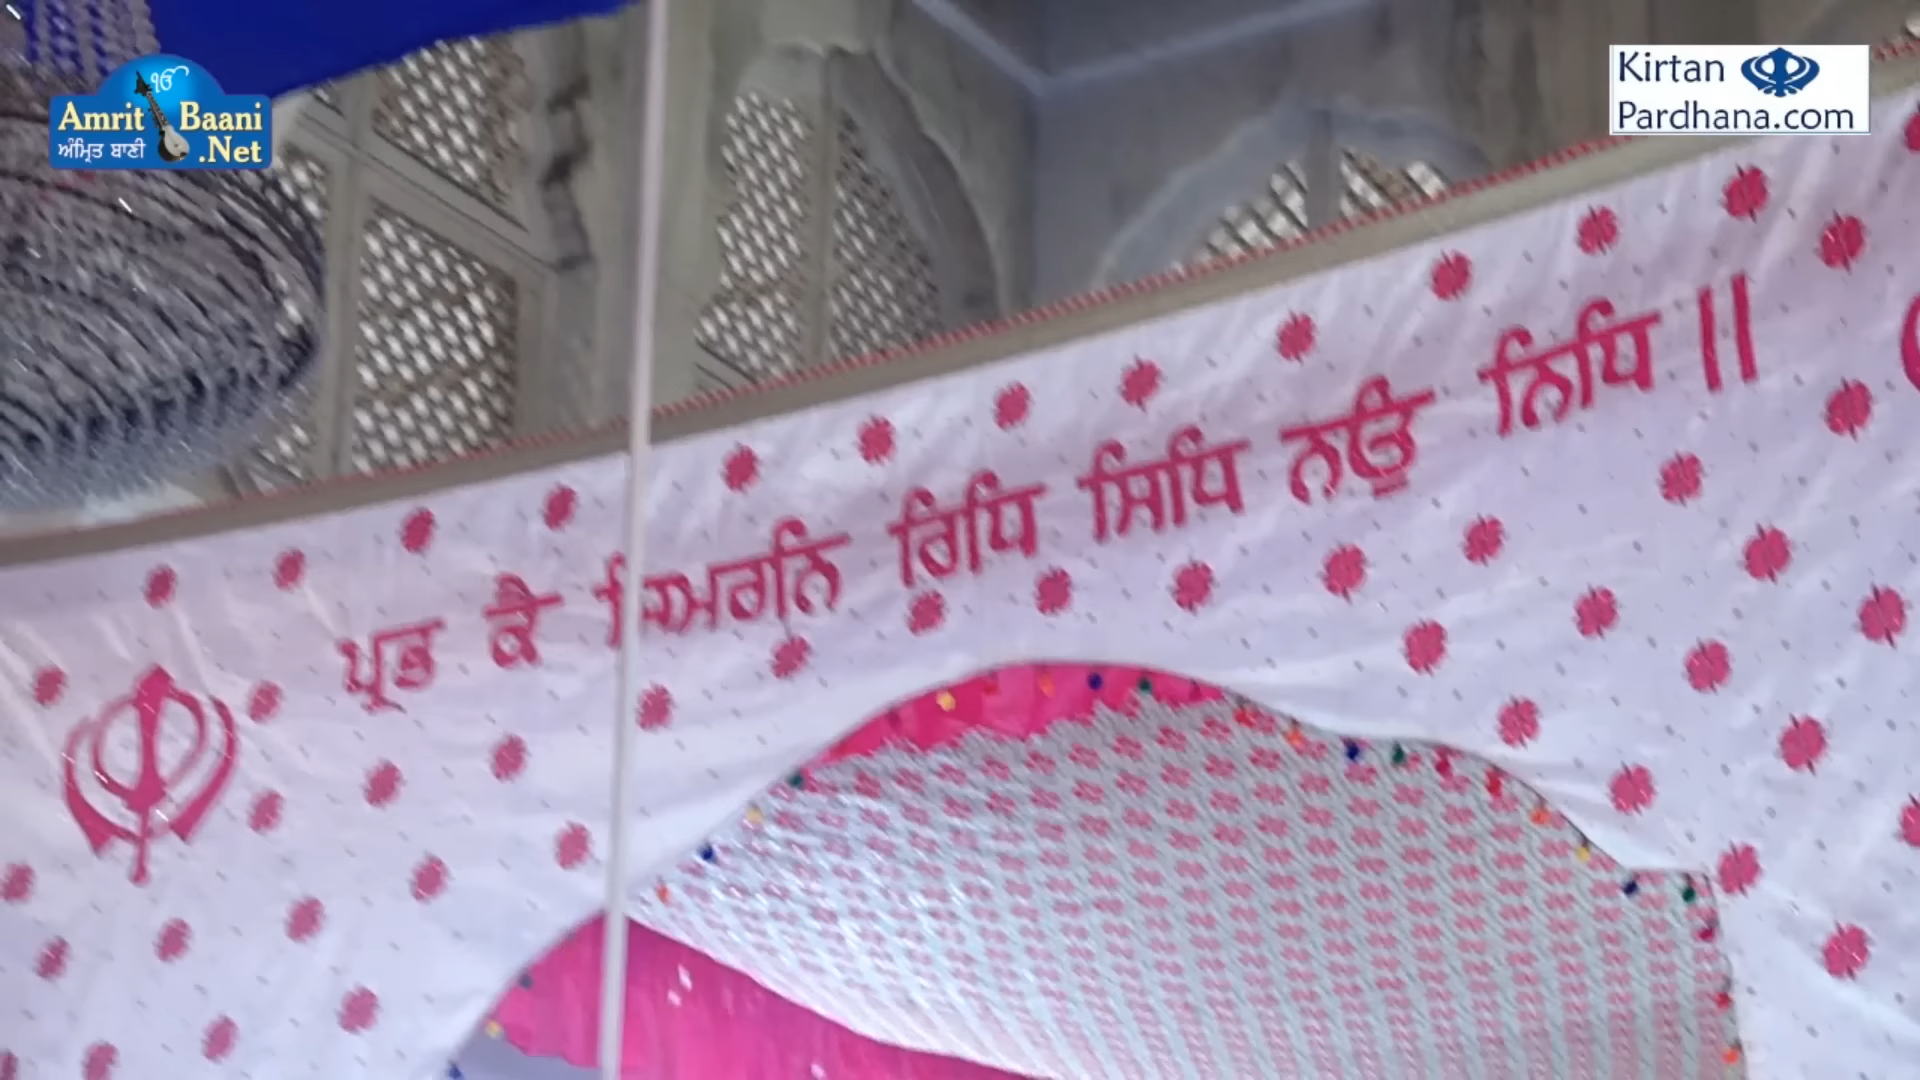 ੴ
Amrit Baani
ਅੰਮ੍ਰਿਤ ਬਾਣੀ .Net
Kirtan
Pardhana.com
ਪ੍ਰਭ ਕੈ ਸਿਮਰਨਿ ਰਿਧਿ ਸਿਧਿ ਨਉ ਨਿਧਿ ॥